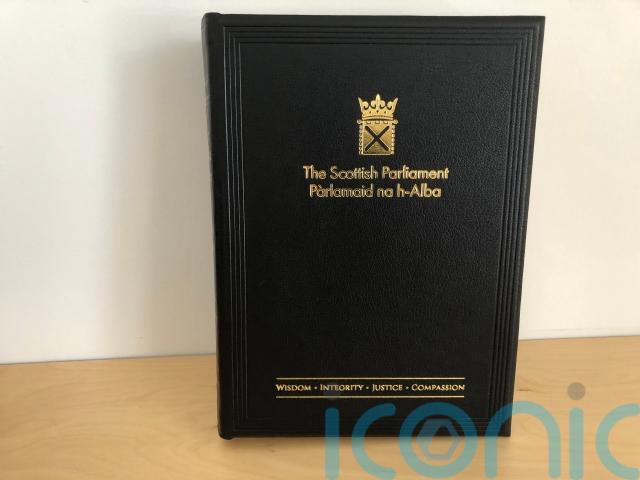 The Scottish Parliament
Pàrlamaid na h-Alba
WISDOM • INTEGRITY • JUSTICE • COMPASSION
iconic